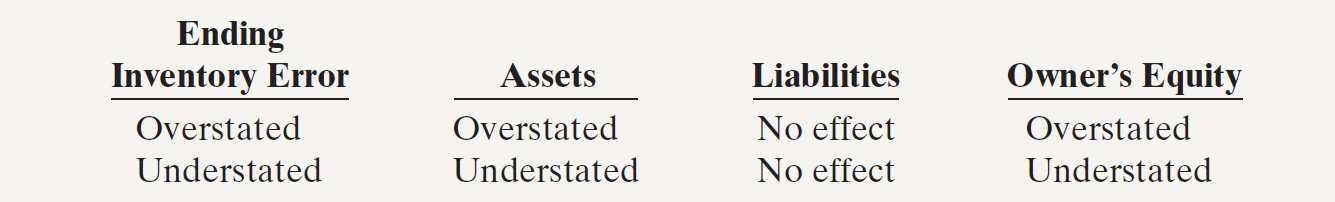 Ending
Inventory Error Assets Liabilities Owner’s Equity
Overstated Overstated No effect Overstated
Understated Understated No effect Understated